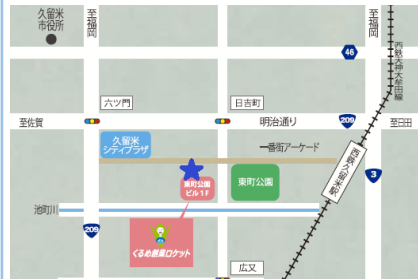 久留米
市役所
至福岡
至福岡
46
西鉄天神大牟田線
六ツ門
日吉町
至佐賀
明治通り
209
至日田
久留米
シティプラザ
一番街アーケード
東町公園
ビル1F
東町公園
西鉄久留米駅
3
池町川
209
くるめ創業ロケット
広又